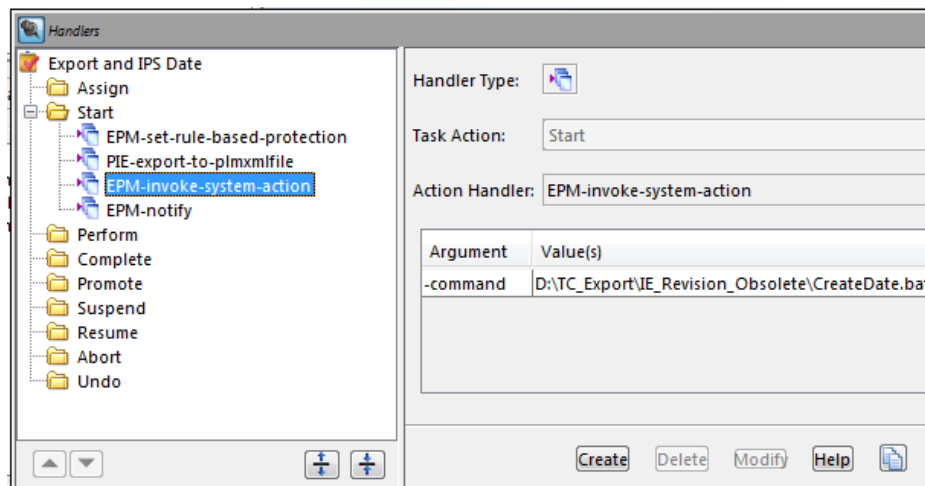 Handlers
Export and IPS Date
Assign
Start
EPM-set-rule-based-protection
PIE-export-to-plmxmlfile
EPM-invoke-system-action
EPM-notify
Perform
Complete
Promote
Suspend
Resume
Abort
Undo
Handler Type:
Task Action: Start
Action Handler: EPM-invoke-system-action
Argument Value(s)
-command D:\TC_Export\IE_Revision_Obsolete\CreateDate.bat
Create Delete Modify Help